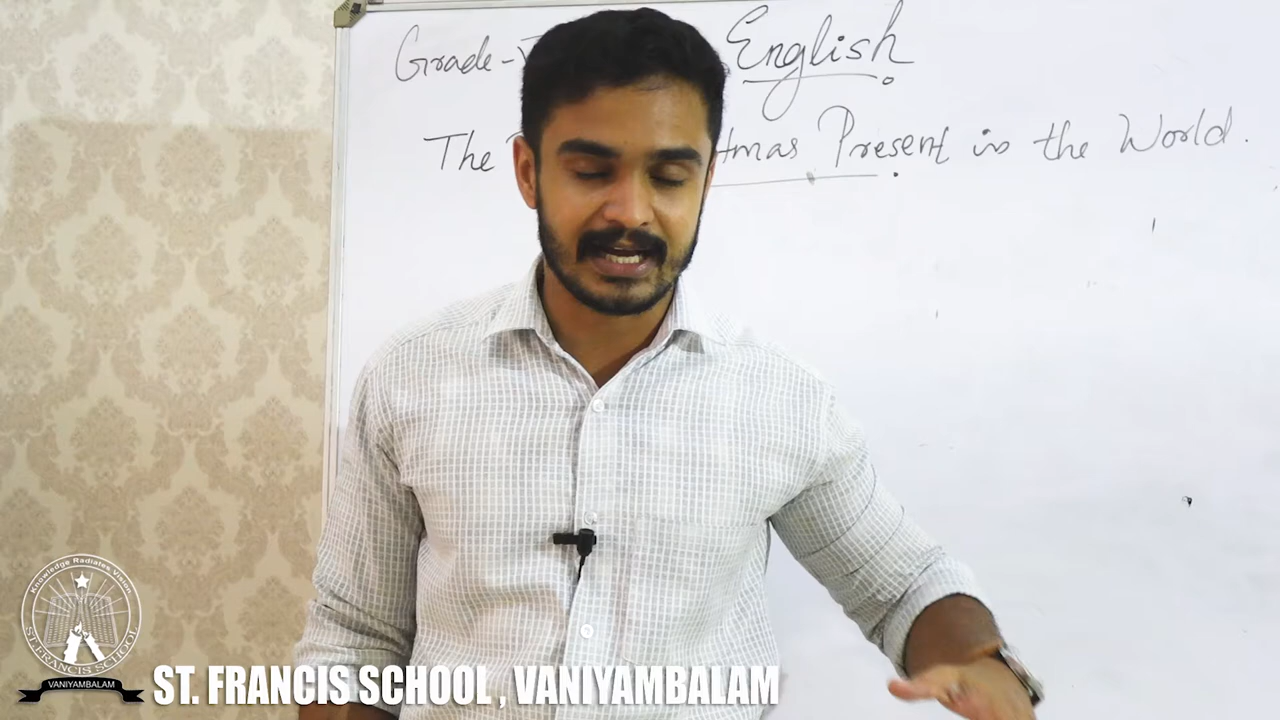 Grade- English
The tmas Present in the World.
Knowledge Radiates Vision
ST. FRANCIS SCHOOL
VANIYAMBALAM
ST. FRANCIS SCHOOL , VANIYAMBALAM